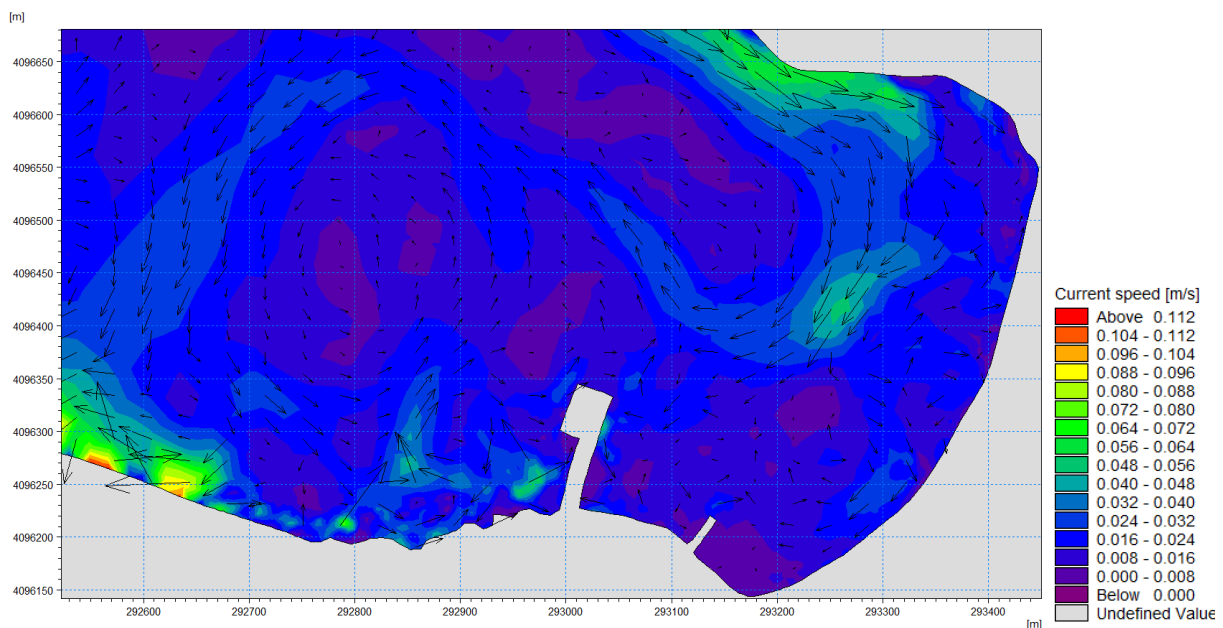 [m]
4096650
4096600
4096550
4096500
4096450
4096400
4096350
4096300
4096250
4096200
4096150
292600 292700 292800 292900 293000 293100 293200 293300 293400
[m]
Current speed [m/s]
Above 0.112
0.104 - 0.112
0.096 - 0.104
0.088 - 0.096
0.080 - 0.088
0.072 - 0.080
0.064 - 0.072
0.056 - 0.064
0.048 - 0.056
0.040 - 0.048
0.032 - 0.040
0.024 - 0.032
0.016 - 0.024
0.008 - 0.016
0.000 - 0.008
Below 0.000
Undefined Value